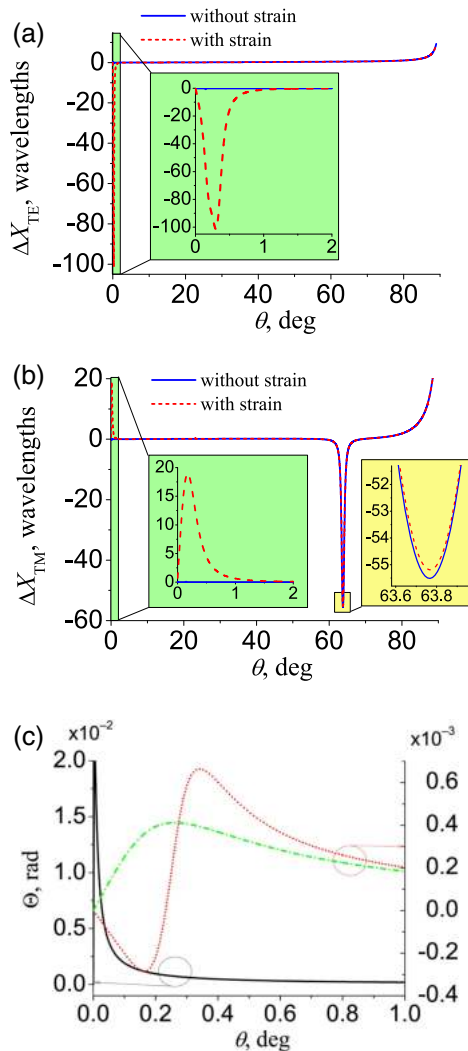 (a)
without strain
with strain
ΔX_TE, wavelengths
0
-20
-40
-60
-80
-100
0
-20
-40
-60
-80
-100
0 1 2
0 20 40 60 80
θ, deg
(b)
without strain
with strain
ΔX_TM, wavelengths
20
0
-20
-40
-60
20
15
10
5
0
0 1 2
-52
-53
-54
-55
63.6 63.8
0 20 40 60 80
θ, deg
(c)
x10⁻²
x10⁻³
Θ, rad
2.0
1.5
1.0
0.5
0.0
0.6
0.4
0.2
0.0
-0.2
-0.4
0.0 0.2 0.4 0.6 0.8 1.0
θ, deg